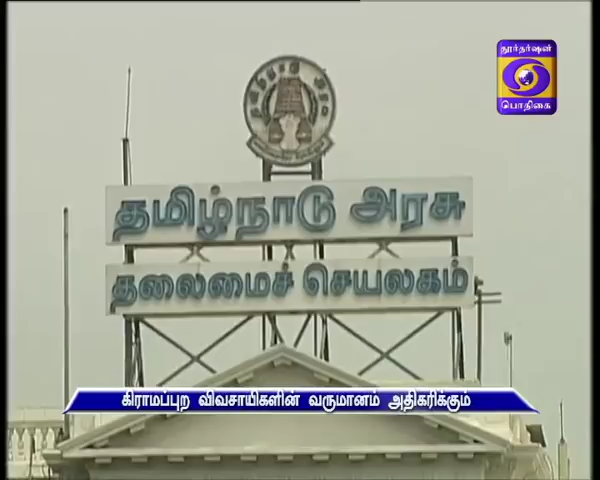 தூர்தர்ஷன்
பொதிகை
தமிழ்நாடு அரசு
தலைமைச் செயலகம்
கிராமப்புற விவசாயிகளின் வருமானம் அதிகரிக்கும்